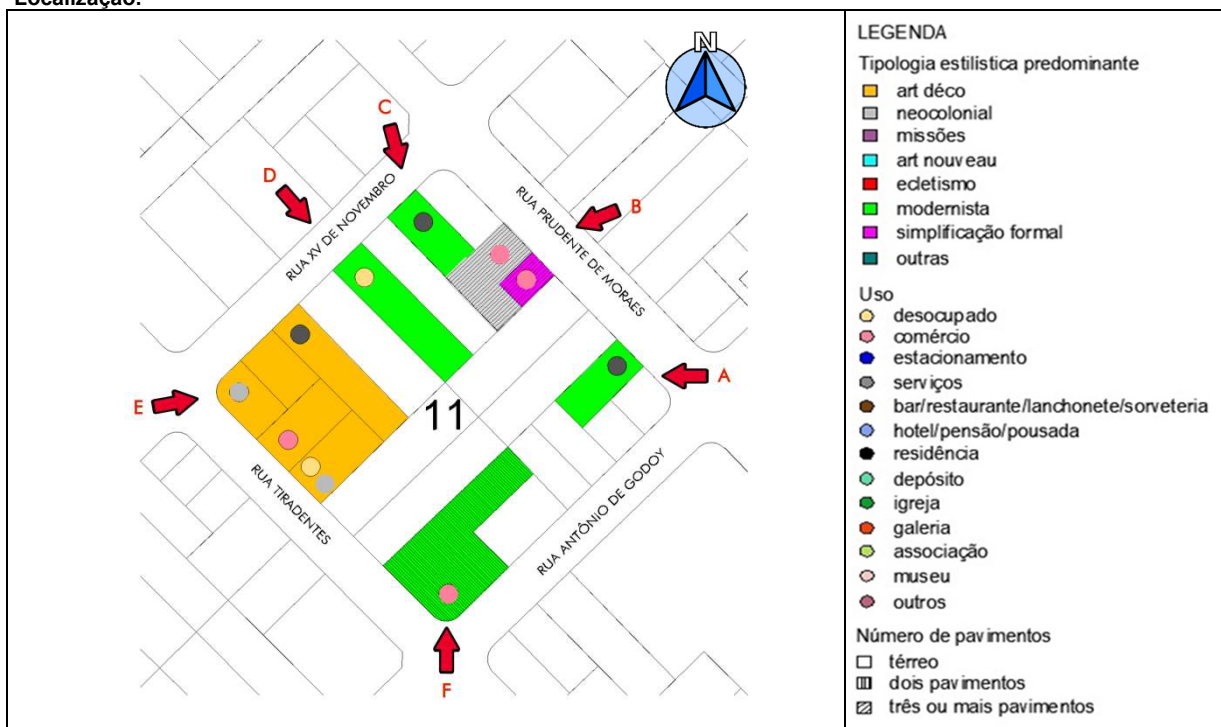 Localização:
N
C
D
RUA XV DE NOVEMBRO
RUA PRUDENTE DE MORAES
B
A
E
11
RUA TIRADENTES
RUA ANTÔNIO DE GODOY
F
LEGENDA
Tipologia estilística predominante
art déco
neocolonial
missões
art nouveau
ecletismo
modernista
simplificação formal
outras
Uso
desocupado
comércio
estacionamento
serviços
bar/restaurante/lanchonete/sorveteria
hotel/pensão/pousada
residência
depósito
igreja
galeria
associação
museu
outros
Número de pavimentos
térreo
dois pavimentos
três ou mais pavimentos